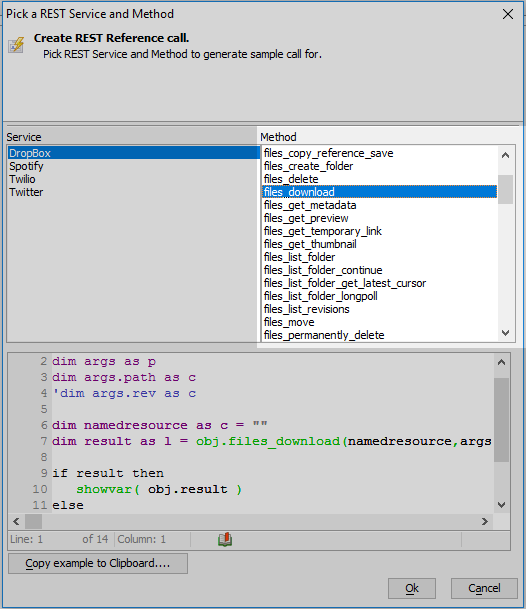 Pick a REST Service and Method
Create REST Reference call.
Pick REST Service and Method to generate sample call for.
Service
DropBox
Spotify
Twilio
Twitter
Method
files_copy_reference_save
files_create_folder
files_delete
files_download
files_get_metadata
files_get_preview
files_get_temporary_link
files_get_thumbnail
files_list_folder
files_list_folder_continue
files_list_folder_get_latest_cursor
files_list_folder_longpoll
files_list_revisions
files_move
files_permanently_delete
2 dim args as p
3 dim args.path as c
4 'dim args.rev as c
5
6 dim namedresource as c = ""
7 dim result as l = obj.files_download(namedresource,args
8
9 if result then
10 showvar( obj.result )
11 else
Line: 1 of 14 Column: 1
Copy example to Clipboard....
Ok Cancel